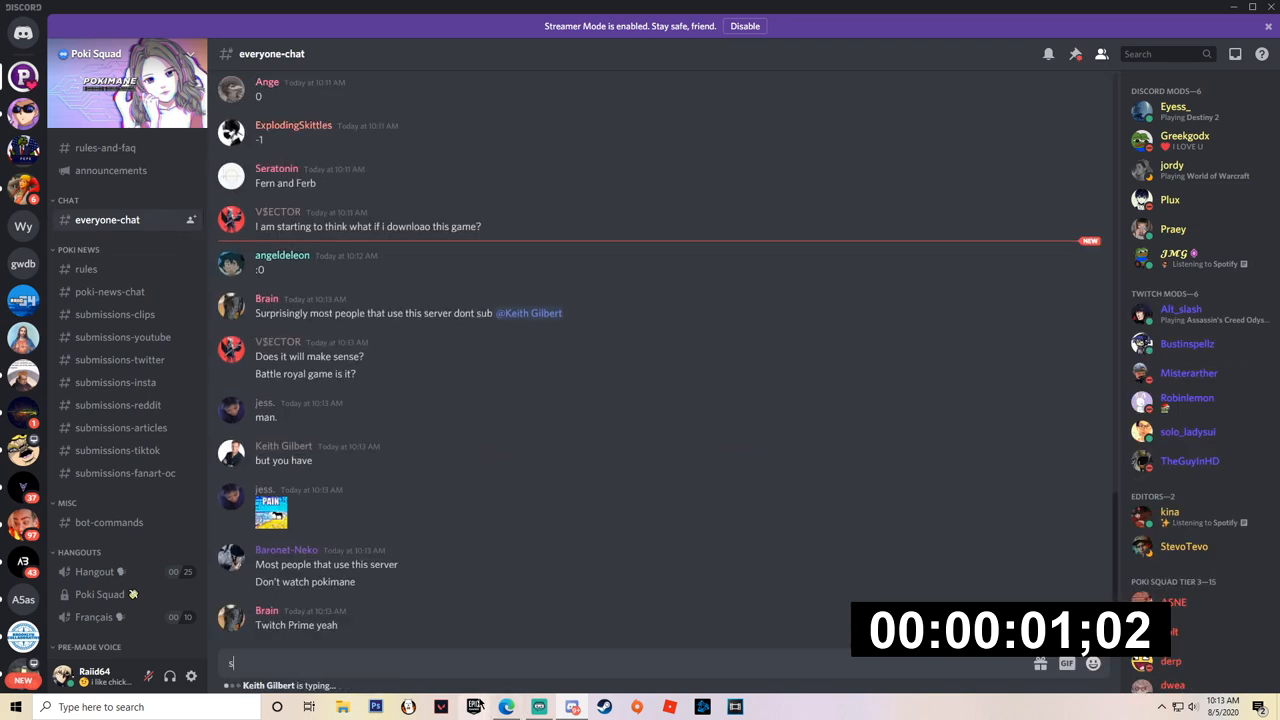 DISCORD
Streamer Mode is enabled. Stay safe, friend. Disable
Poki Squad
POKIMANE
rules-and-faq
announcements
CHAT
everyone-chat
POKI NEWS
rules
poki-news-chat
submissions-clips
submissions-youtube
submissions-twitter
submissions-insta
submissions-reddit
submissions-articles
submissions-tiktok
submissions-fanart-oc
MISC
bot-commands
HANGOUTS
Hangout 00 25
Poki Squad
Français 00 10
PRE-MADE VOICE
Raiid64
i like chick...
Wy
gwdb
A5as
6
1
37
97
43
NEW
# everyone-chat
Search
Ange Today at 10:11 AM
0
ExplodingSkittles Today at 10:11 AM
-1
Seratonin Today at 10:11 AM
Fern and Ferb
V$ECTOR Today at 10:11 AM
I am starting to think what if i downloao this game?
NEW
angeldeleon Today at 10:12 AM
:0
Brain Today at 10:13 AM
Surprisingly most people that use this server dont sub @Keith Gilbert
V$ECTOR Today at 10:13 AM
Does it will make sense?
Battle royal game is it?
jess. Today at 10:13 AM
man.
Keith Gilbert Today at 10:13 AM
but you have
jess. Today at 10:13 AM
PAIN
Baronet-Neko Today at 10:13 AM
Most people that use this server
Don't watch pokimane
Brain Today at 10:13 AM
Twitch Prime yeah
s
GIF
Keith Gilbert is typing...
DISCORD MODS—6
Eyess_
Playing Destiny 2
Greekgodx
I LOVE U
jordy
Playing World of Warcraft
Plux
Praey
JMG
Listening to Spotify
TWITCH MODS—6
Alt_slash
Playing Assassin's Creed Odys...
Bustinspellz
Misterarther
Robinlemon
solo_ladysui
TheGuyInHD
EDITORS—2
kina
Listening to Spotify
StevoTevo
POKI SQUAD TIER 3—15
derp
dwea
00:00:01;02
Type here to search
10:13 AM
8/5/2020